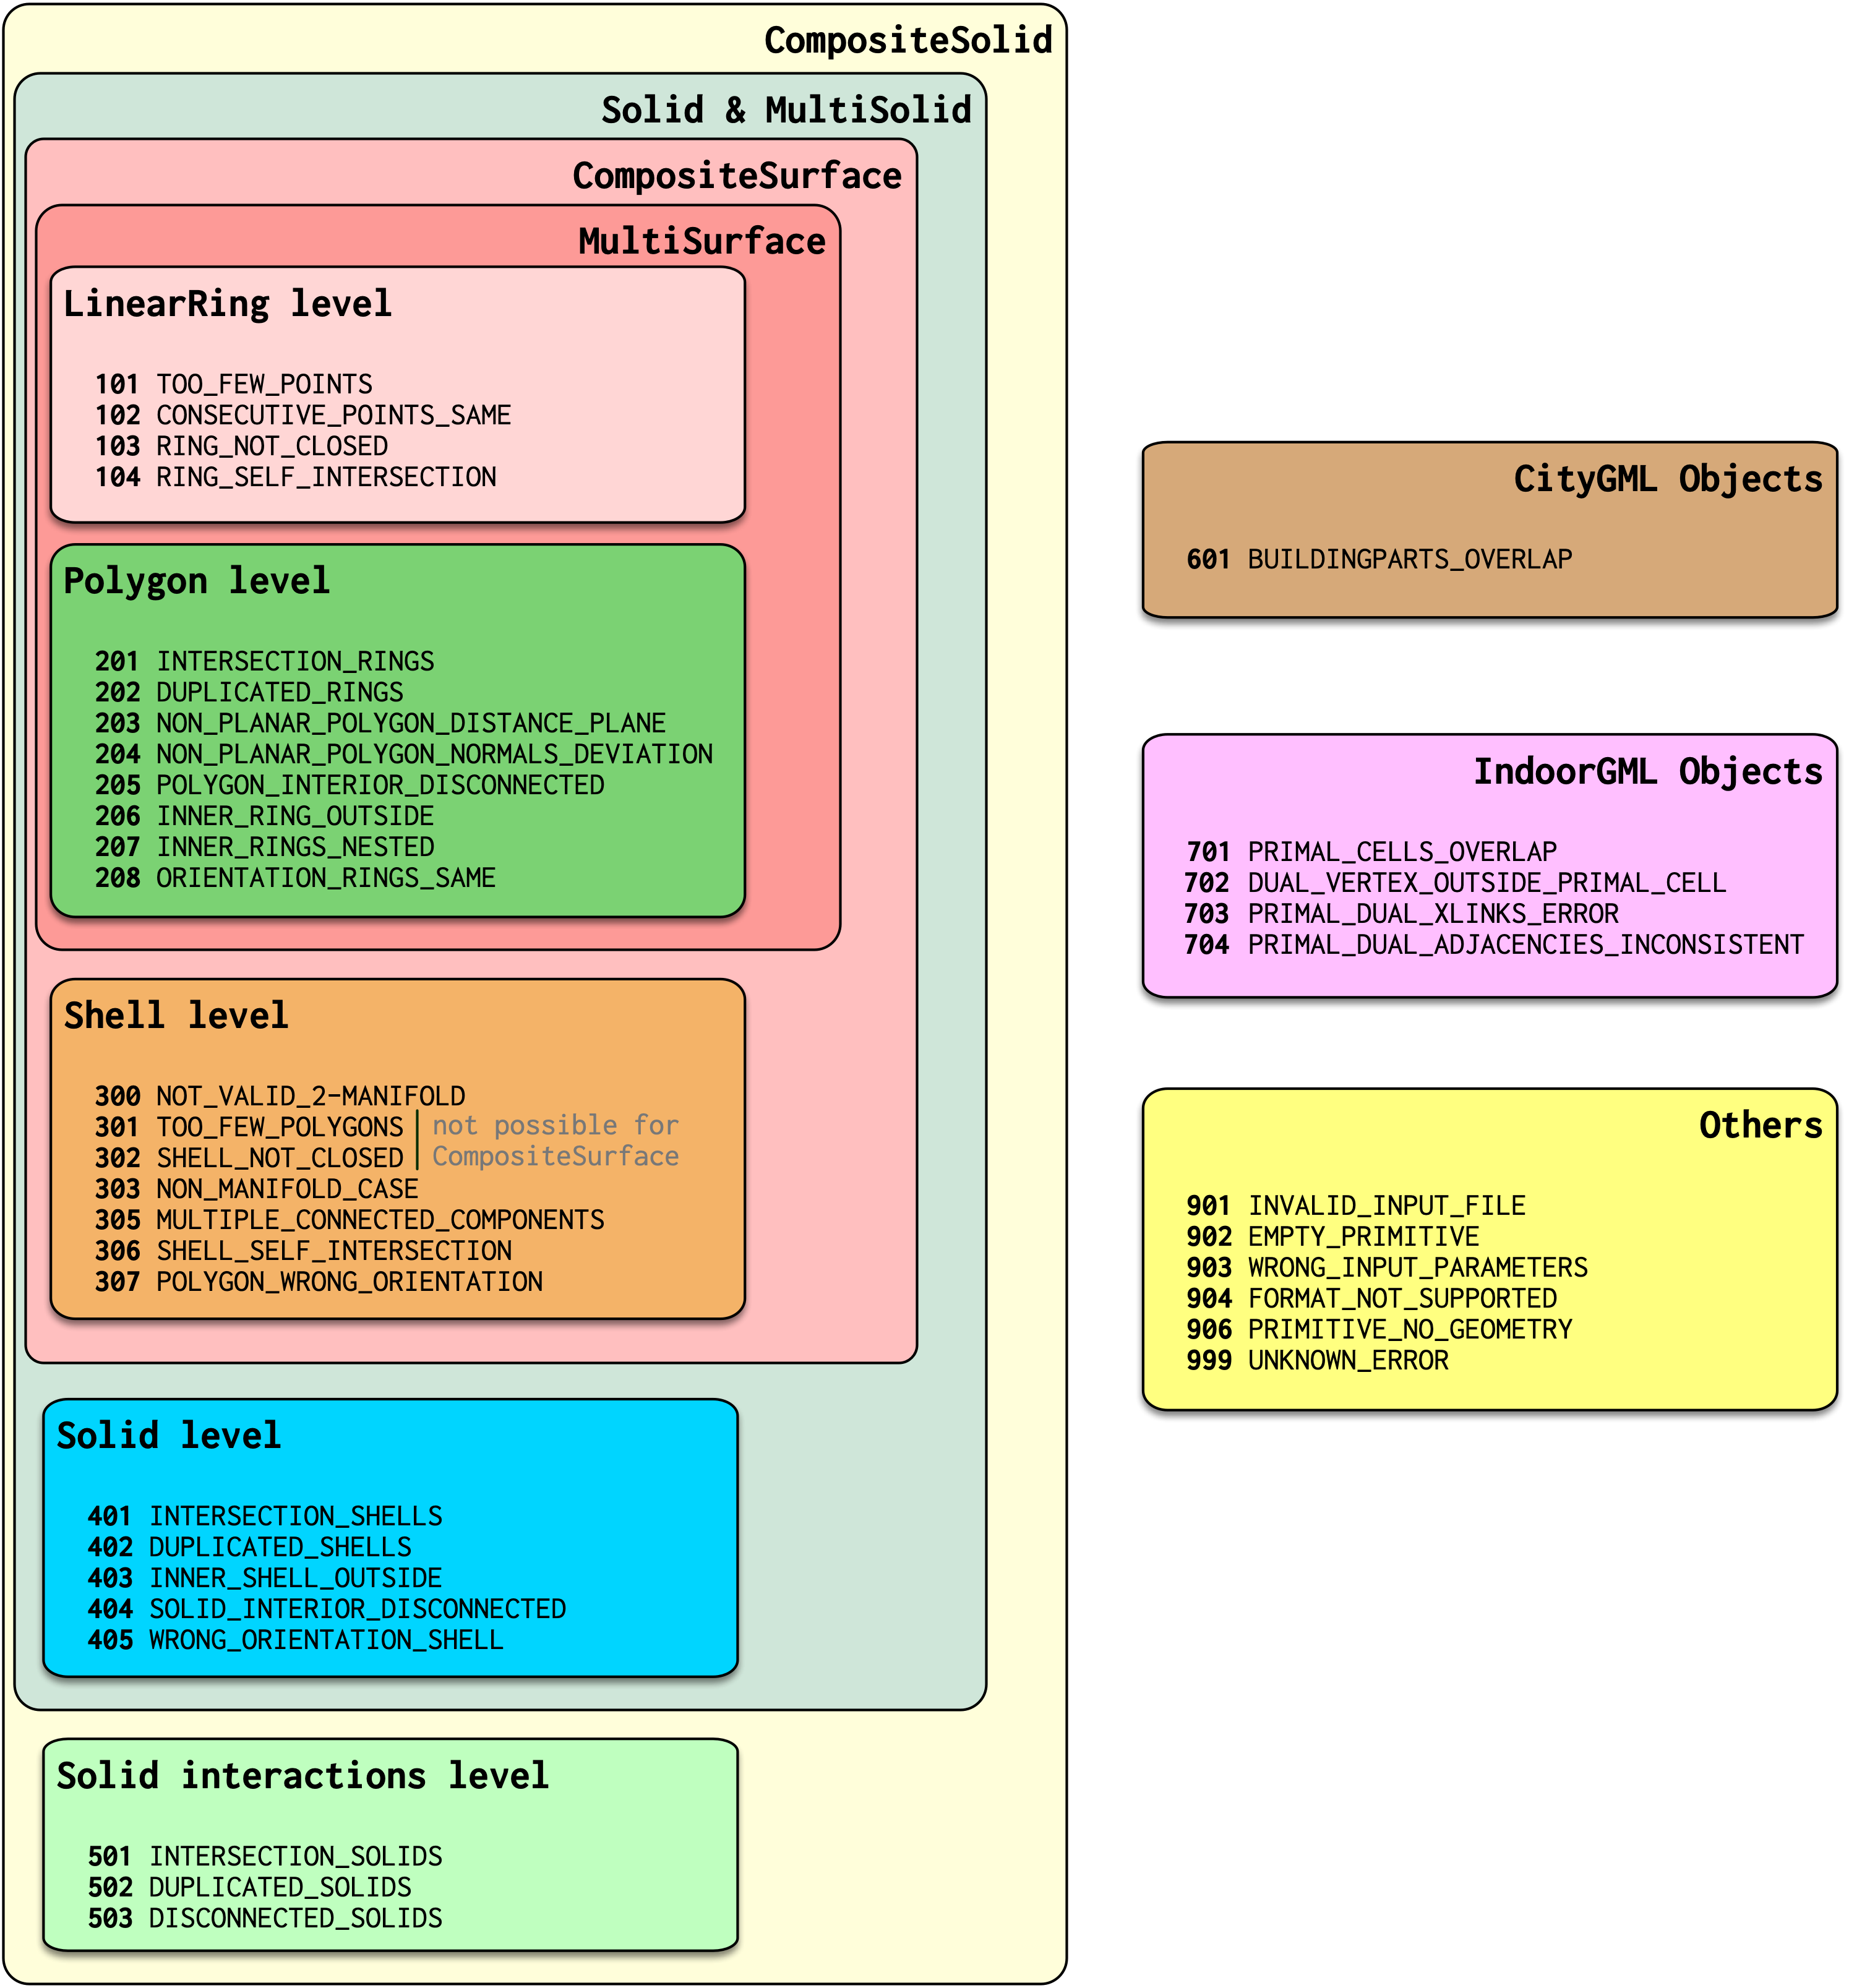 CompositeSolid
Solid & MultiSolid
CompositeSurface
MultiSurface
LinearRing level
101 TOO_FEW_POINTS
102 CONSECUTIVE_POINTS_SAME
103 RING_NOT_CLOSED
104 RING_SELF_INTERSECTION
Polygon level
201 INTERSECTION_RINGS
202 DUPLICATED_RINGS
203 NON_PLANAR_POLYGON_DISTANCE_PLANE
204 NON_PLANAR_POLYGON_NORMALS_DEVIATION
205 POLYGON_INTERIOR_DISCONNECTED
206 INNER_RING_OUTSIDE
207 INNER_RINGS_NESTED
208 ORIENTATION_RINGS_SAME
Shell level
300 NOT_VALID_2-MANIFOLD
301 TOO_FEW_POLYGONS not possible for
302 SHELL_NOT_CLOSED CompositeSurface
303 NON_MANIFOLD_CASE
305 MULTIPLE_CONNECTED_COMPONENTS
306 SHELL_SELF_INTERSECTION
307 POLYGON_WRONG_ORIENTATION
Solid level
401 INTERSECTION_SHELLS
402 DUPLICATED_SHELLS
403 INNER_SHELL_OUTSIDE
404 SOLID_INTERIOR_DISCONNECTED
405 WRONG_ORIENTATION_SHELL
Solid interactions level
501 INTERSECTION_SOLIDS
502 DUPLICATED_SOLIDS
503 DISCONNECTED_SOLIDS
CityGML Objects
601 BUILDINGPARTS_OVERLAP
IndoorGML Objects
701 PRIMAL_CELLS_OVERLAP
702 DUAL_VERTEX_OUTSIDE_PRIMAL_CELL
703 PRIMAL_DUAL_XLINKS_ERROR
704 PRIMAL_DUAL_ADJACENCIES_INCONSISTENT
Others
901 INVALID_INPUT_FILE
902 EMPTY_PRIMITIVE
903 WRONG_INPUT_PARAMETERS
904 FORMAT_NOT_SUPPORTED
906 PRIMITIVE_NO_GEOMETRY
999 UNKNOWN_ERROR